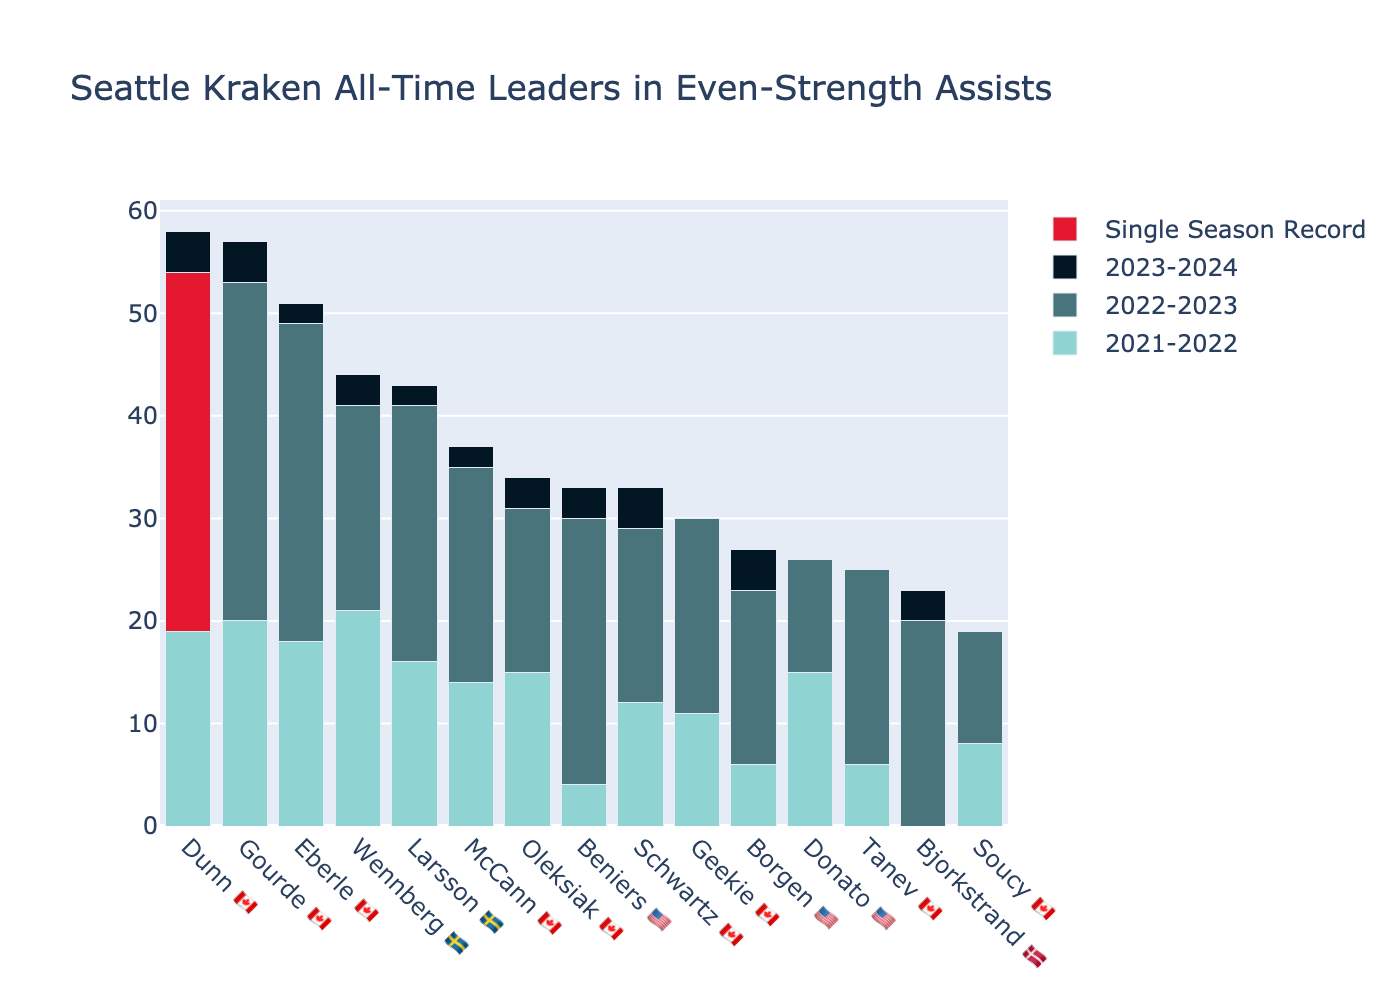 Seattle Kraken All-Time Leaders in Even-Strength Assists
60
50
40
30
20
10
0
Single Season Record
2023-2024
2022-2023
2021-2022
Dunn 🇨🇦
Gourde 🇨🇦
Eberle 🇨🇦
Wennberg 🇸🇪
Larsson 🇸🇪
McCann 🇨🇦
Oleksiak 🇨🇦
Beniers 🇺🇸
Schwartz 🇨🇦
Geekie 🇨🇦
Borgen 🇺🇸
Donato 🇺🇸
Tanev 🇨🇦
Bjorkstrand 🇩🇰
Soucy 🇨🇦